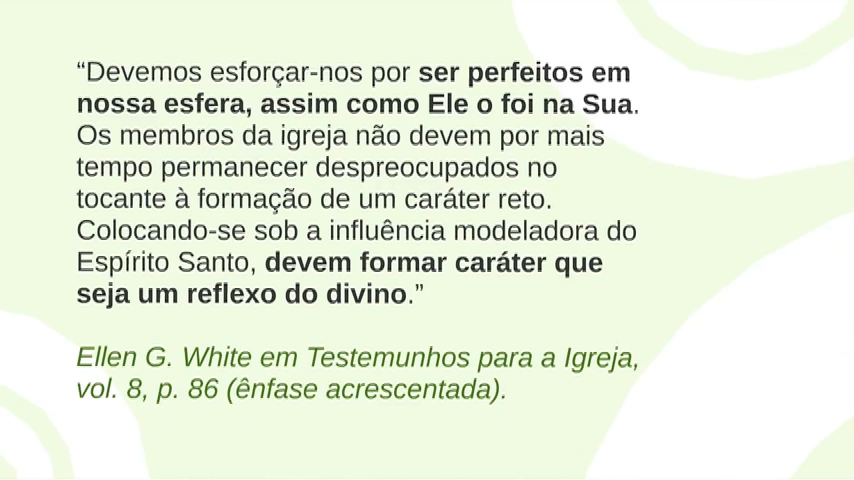 “Devemos esforçar-nos por ser perfeitos em
nossa esfera, assim como Ele o foi na Sua.
Os membros da igreja não devem por mais
tempo permanecer despreocupados no
tocante à formação de um caráter reto.
Colocando-se sob a influência modeladora do
Espírito Santo, devem formar caráter que
seja um reflexo do divino.”
Ellen G. White em Testemunhos para a Igreja,
vol. 8, p. 86 (ênfase acrescentada).